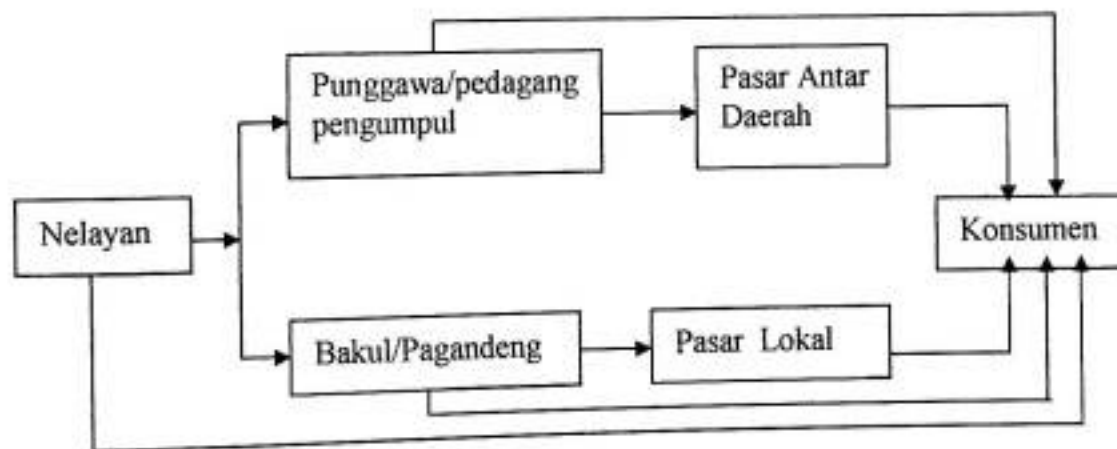 Punggawa/pedagang
pengumpul
Pasar Antar
Daerah
Nelayan
Konsumen
Bakul/Pagandeng
Pasar Lokal